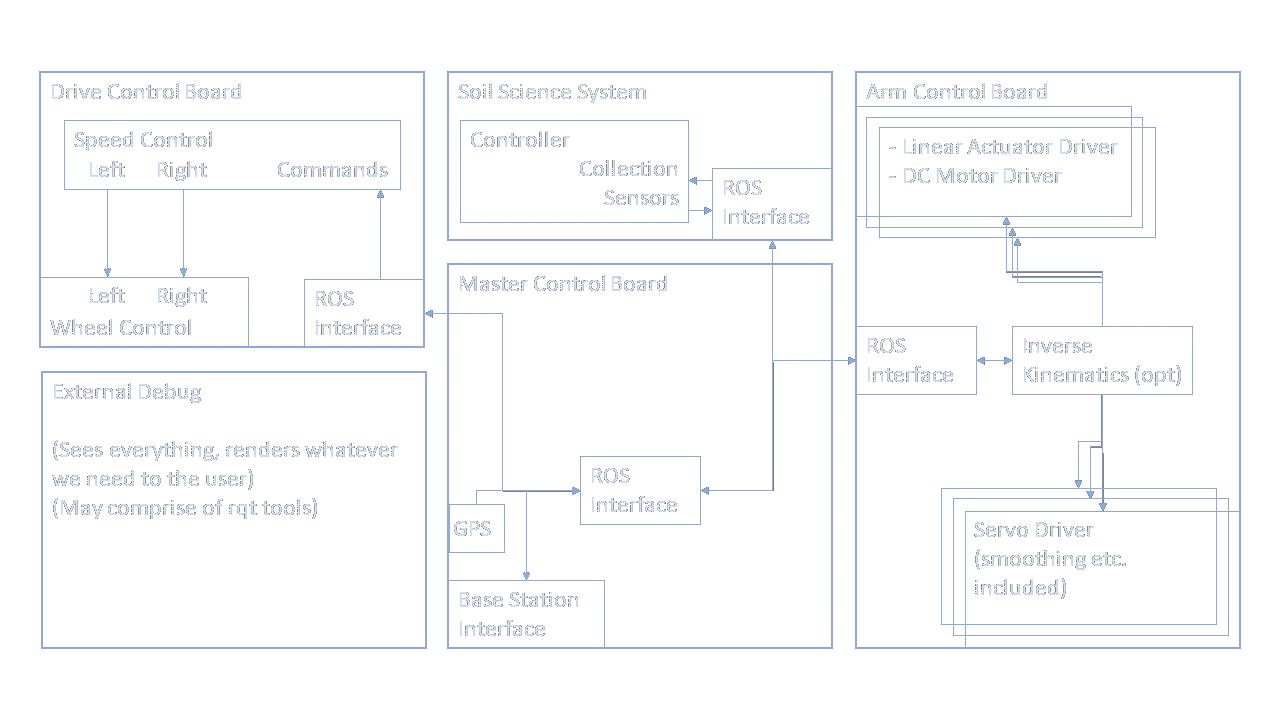 Drive Control Board
Speed Control
Left Right Commands
Left Right
Wheel Control
ROS
Interface
External Debug
(Sees everything, renders whatever
we need to the user)
(May comprise of rqt tools)
Soil Science System
Controller
Collection
Sensors
ROS
Interface
Master Control Board
ROS
Interface
GPS
Base Station
Interface
Arm Control Board
- Linear Actuator Driver
- DC Motor Driver
ROS
Interface
Inverse
Kinematics (opt)
Servo Driver
(smoothing etc.
included)